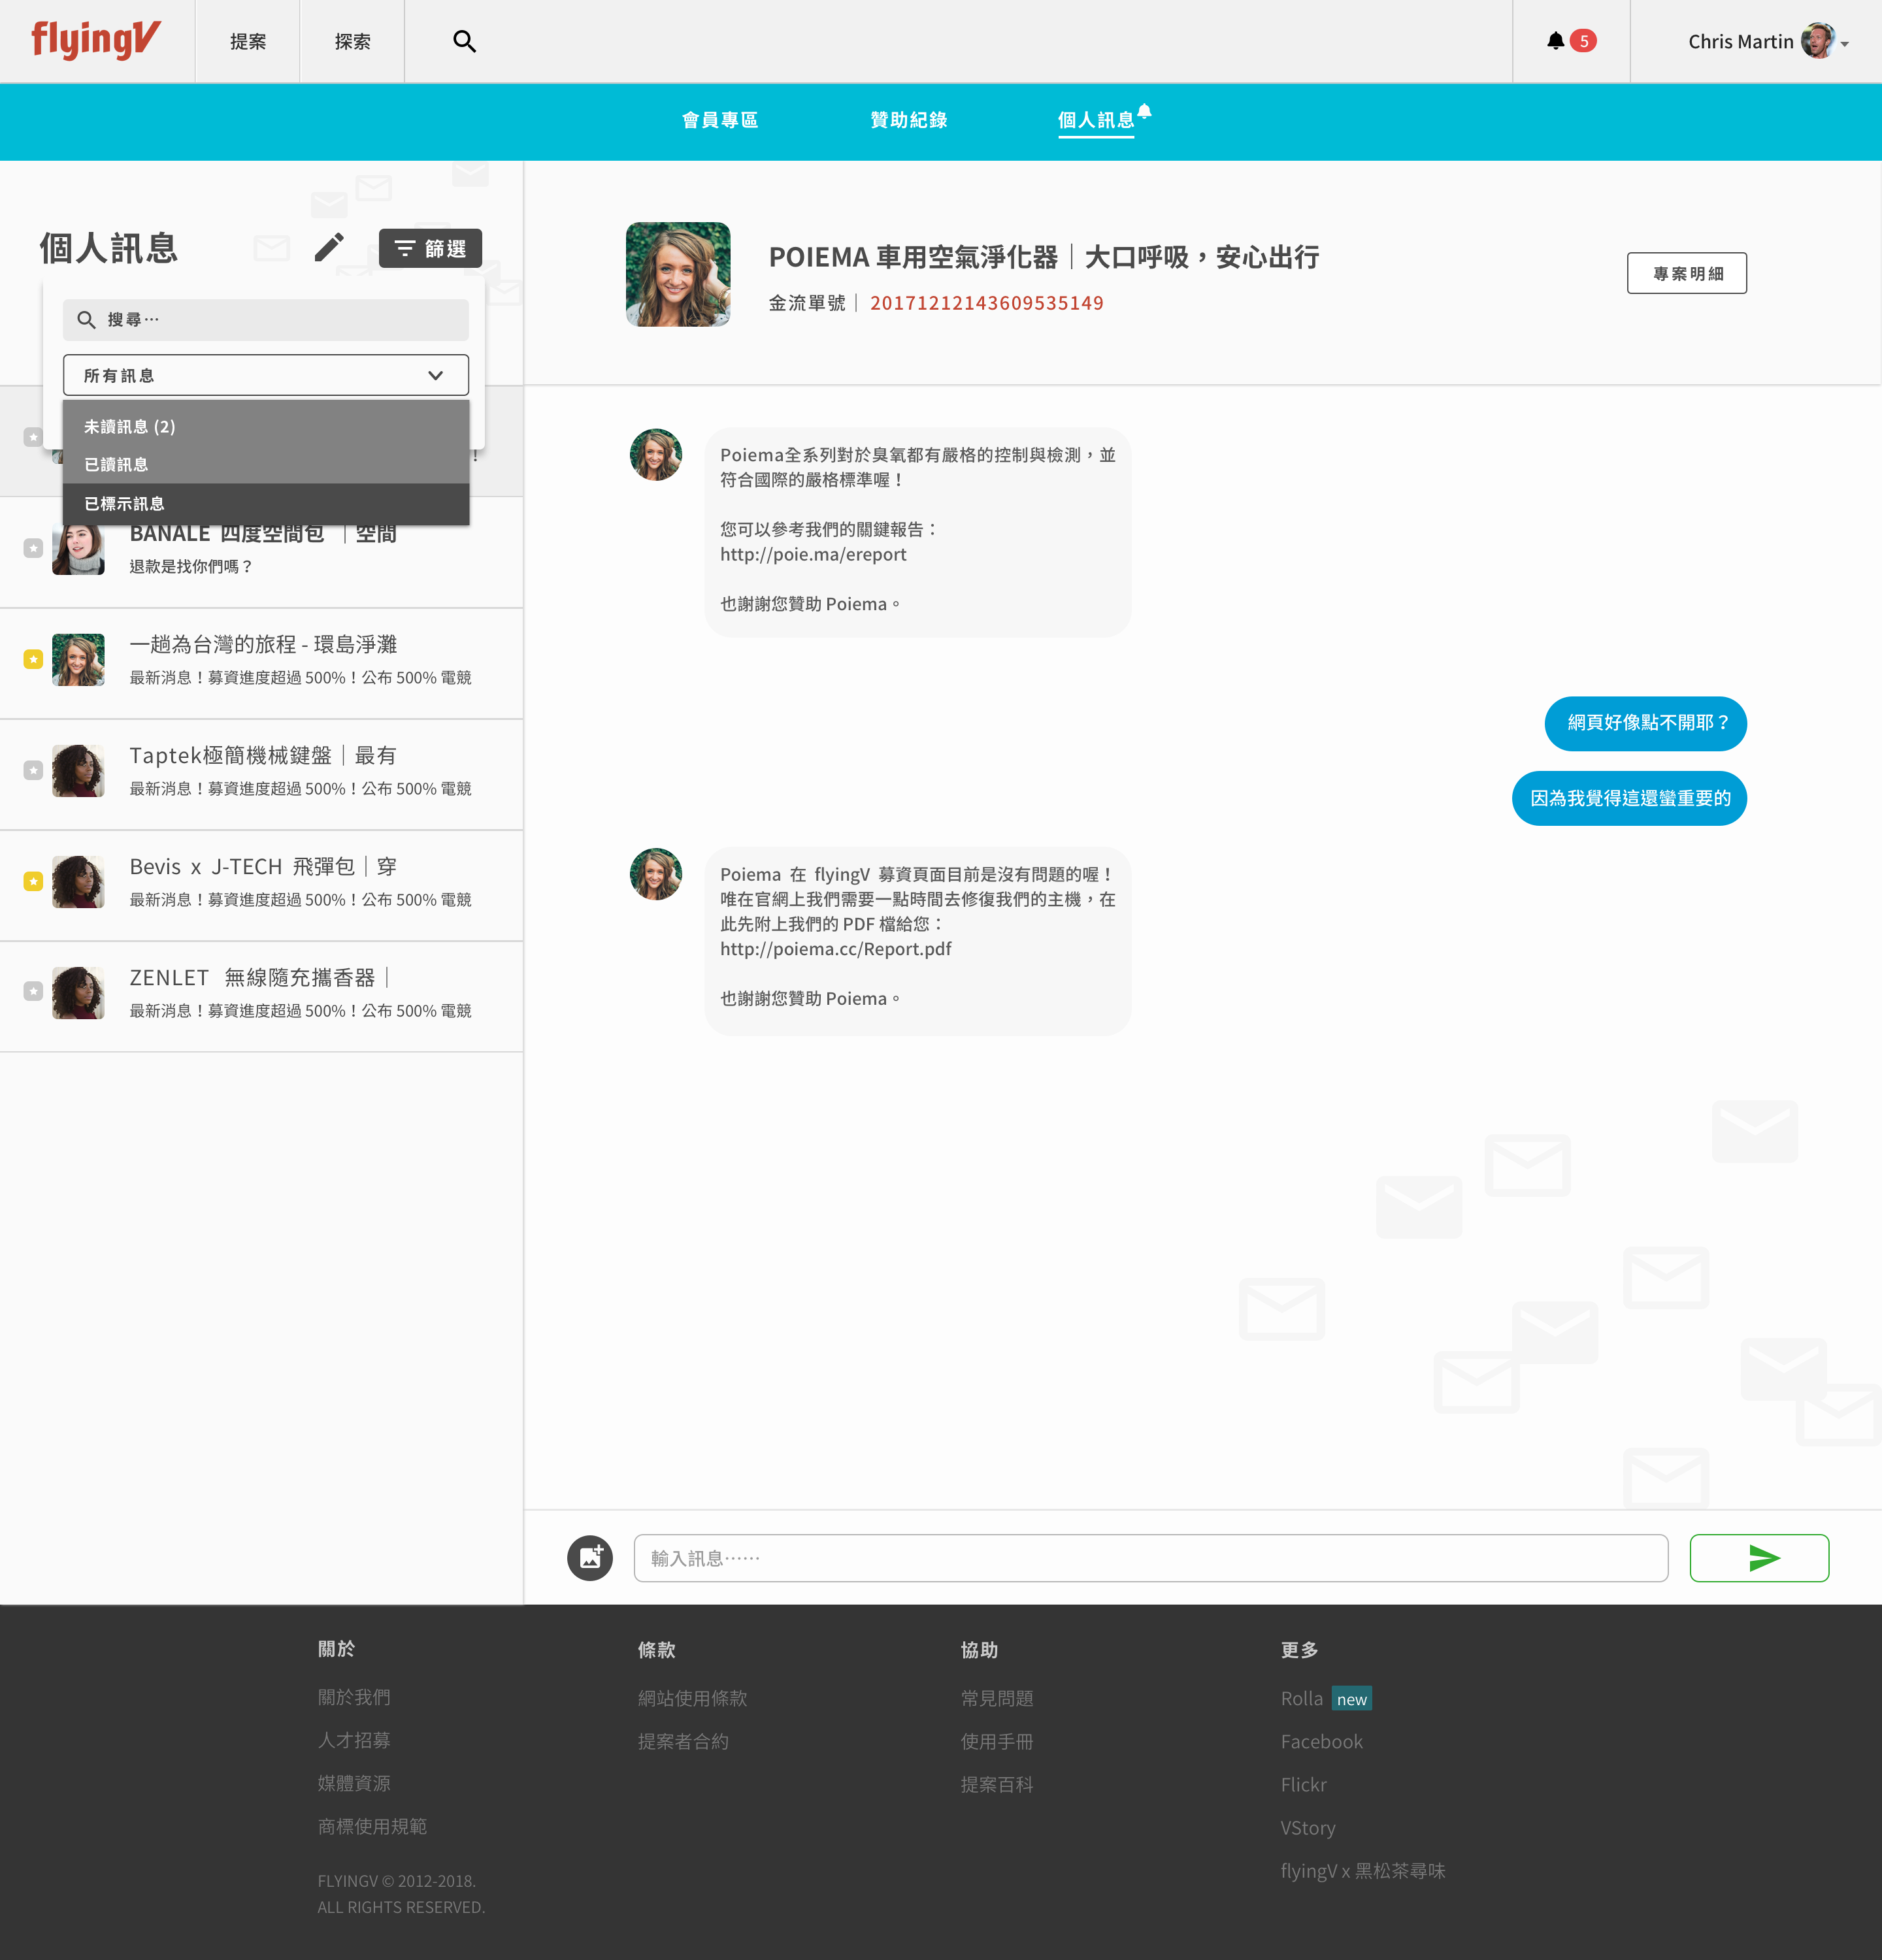 flyingV
提案
探索
5
Chris Martin
會員專區
贊助紀錄
個人訊息
個人訊息
篩選
搜尋⋯
所有訊息
未讀訊息 (2)
已讀訊息
已標示訊息
!
BANALE 四度空間包 ｜空間
退款是找你們嗎？
一趟為台灣的旅程 - 環島淨灘
最新消息！募資進度超過 500%！公布 500% 電競
Taptek極簡機械鍵盤｜最有
最新消息！募資進度超過 500%！公布 500% 電競
Bevis x J-TECH 飛彈包｜穿
最新消息！募資進度超過 500%！公布 500% 電競
ZENLET 無線隨充攜香器｜
最新消息！募資進度超過 500%！公布 500% 電競
POIEMA 車用空氣淨化器｜大口呼吸，安心出行
金流單號｜ 20171212143609535149
專案明細
Poiema全系列對於臭氧都有嚴格的控制與檢測，並
符合國際的嚴格標準喔！
您可以參考我們的關鍵報告：
http://poie.ma/ereport
也謝謝您贊助 Poiema。
網頁好像點不開耶？
因為我覺得這還蠻重要的
Poiema 在 flyingV 募資頁面目前是沒有問題的喔！
唯在官網上我們需要一點時間去修復我們的主機，在
此先附上我們的 PDF 檔給您：
http://poiema.cc/Report.pdf
也謝謝您贊助 Poiema。
輸入訊息⋯⋯
關於
關於我們
人才招募
媒體資源
商標使用規範
FLYINGV © 2012-2018.
ALL RIGHTS RESERVED.
條款
網站使用條款
提案者合約
協助
常見問題
使用手冊
提案百科
更多
Rolla new
Facebook
Flickr
VStory
flyingV x 黑松茶尋味